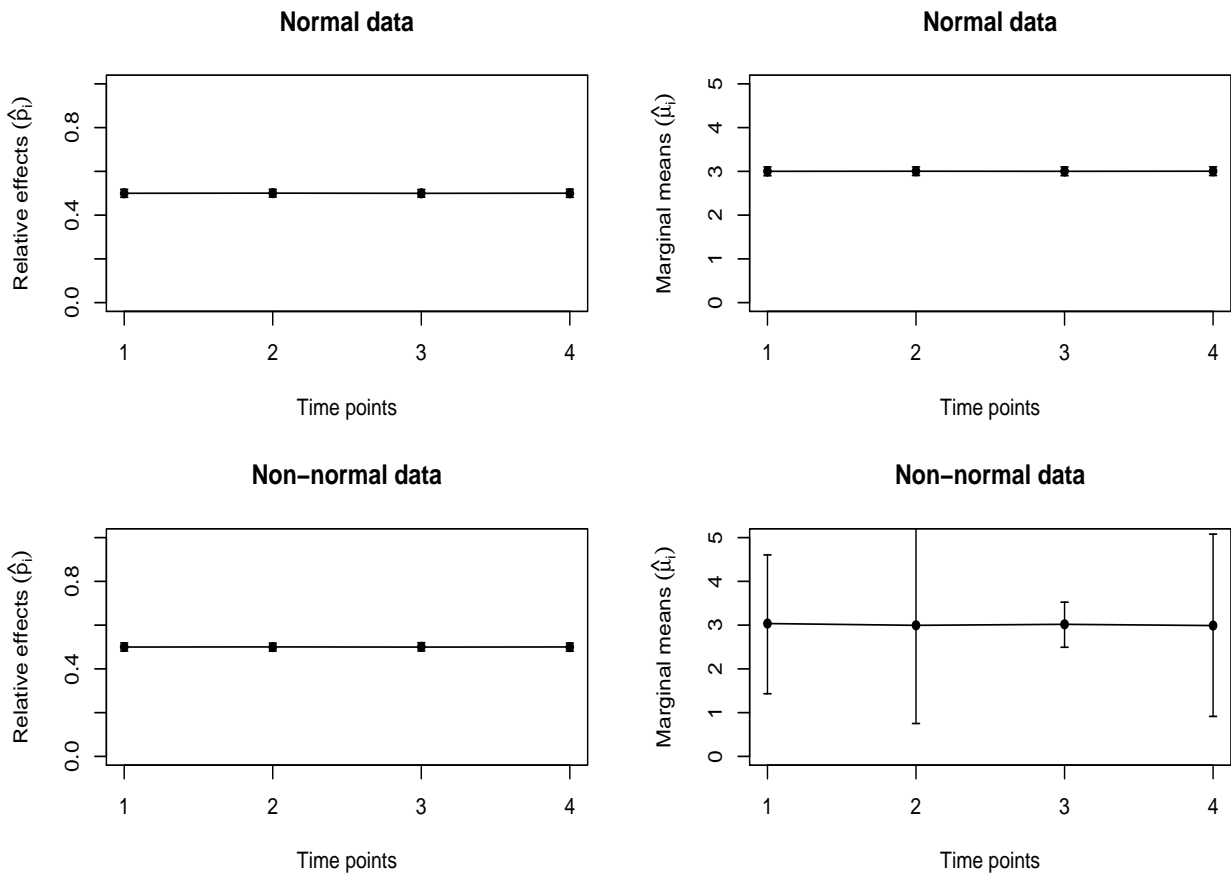 Normal data
Relative effects (p̂i)
0.0 0.4 0.8
1 2 3 4
Time points
Normal data
Marginal means (μ̂i)
0 1 2 3 4 5
1 2 3 4
Time points
Non−normal data
Relative effects (p̂i)
0.0 0.4 0.8
1 2 3 4
Time points
Non−normal data
Marginal means (μ̂i)
0 1 2 3 4 5
1 2 3 4
Time points